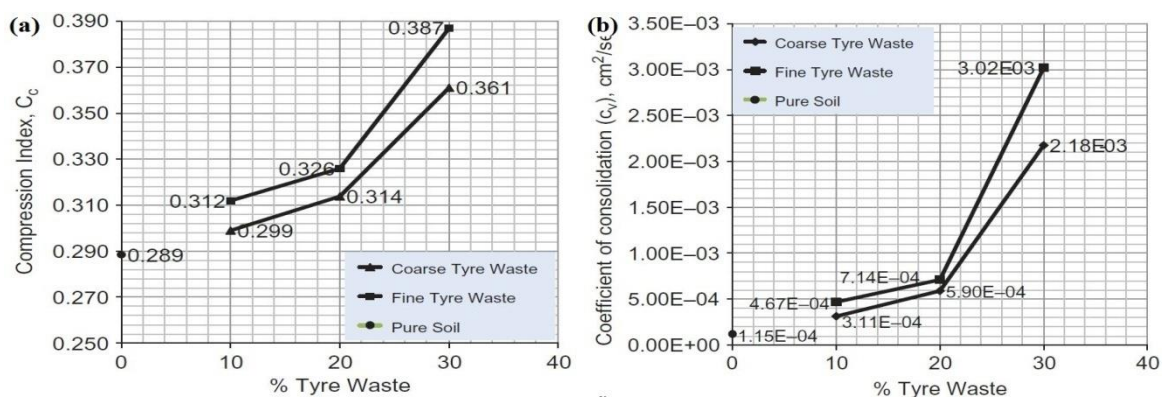 (a)
Compression Index, Cc
0.390
0.370
0.350
0.330
0.310
0.290
0.270
0.250
0.387
0.361
0.326
0.314
0.312
0.299
0.289
Coarse Tyre Waste
Fine Tyre Waste
Pure Soil
0 10 20 30 40
% Tyre Waste
(b)
Coefficient of consolidation (cv), cm²/se
3.50E–03
3.00E–03
2.50E–03
2.00E–03
1.50E–03
1.00E–03
5.00E–04
0.00E+00
Coarse Tyre Waste
Fine Tyre Waste
Pure Soil
3.02E–03
2.18E–03
7.14E–04
5.90E–04
4.67E–04
3.11E–04
1.15E–04
0 10 20 30 40
% Tyre Waste